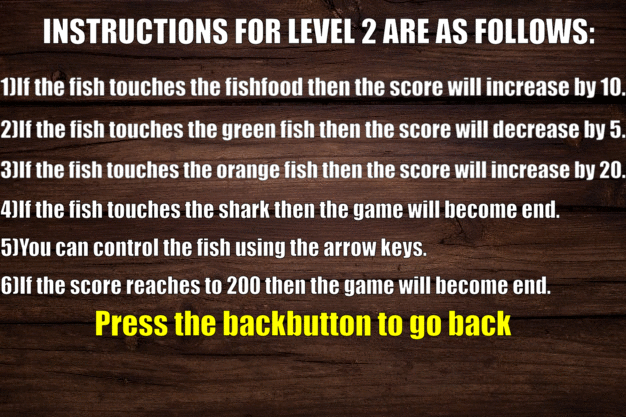 INSTRUCTIONS FOR LEVEL 2 ARE AS FOLLOWS:
1)If the fish touches the fishfood then the score will increase by 10.
2)If the fish touches the green fish then the score will decrease by 5.
3)If the fish touches the orange fish then the score will increase by 20.
4)If the fish touches the shark then the game will become end.
5)You can control the fish using the arrow keys.
6)If the score reaches to 200 then the game will become end.
Press the backbutton to go back